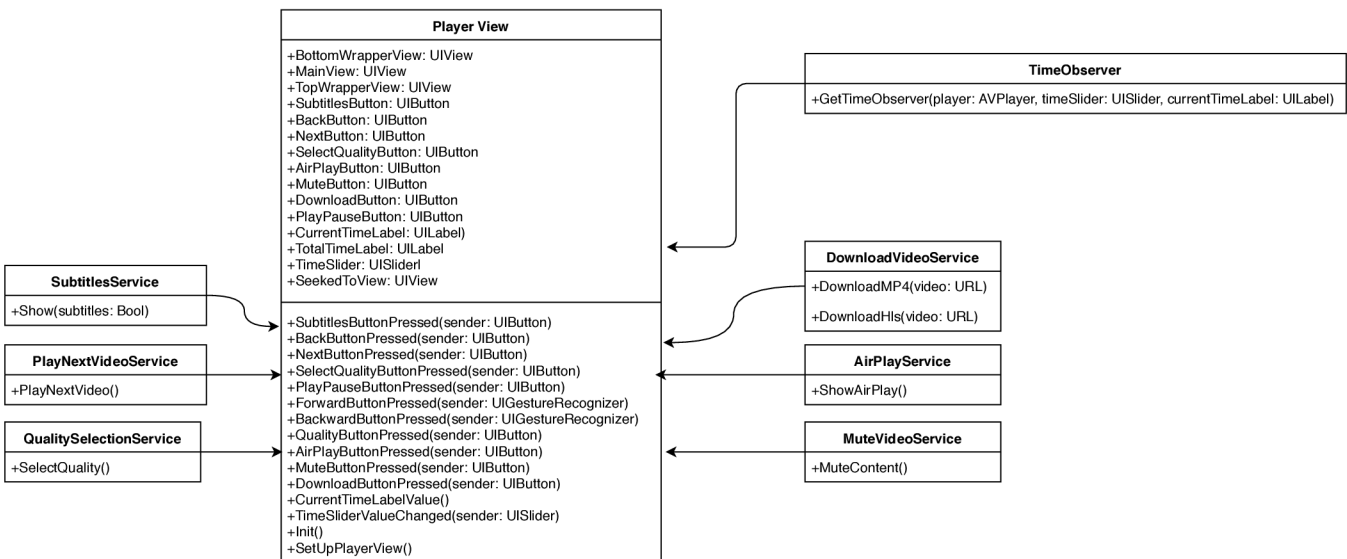 Player View
+BottomWrapperView: UIView
+MainView: UIView
+TopWrapperView: UIView
+SubtitlesButton: UIButton
+BackButton: UIButton
+NextButton: UIButton
+SelectQualityButton: UIButton
+AirPlayButton: UIButton
+MuteButton: UIButton
+DownloadButton: UIButton
+PlayPauseButton: UIButton
+CurrentTimeLabel: UILabel)
+TotalTimeLabel: UILabel
+TimeSlider: UISliderl
+SeekedToView: UIView
+SubtitlesButtonPressed(sender: UIButton)
+BackButtonPressed(sender: UIButton)
+NextButtonPressed(sender: UIButton)
+SelectQualityButtonPressed(sender: UIButton)
+PlayPauseButtonPressed(sender: UIButton)
+ForwardButtonPressed(sender: UIGestureRecognizer)
+BackwardButtonPressed(sender: UIGestureRecognizer)
+QualityButtonPressed(sender: UIButton)
+AirPlayButtonPressed(sender: UIButton)
+MuteButtonPressed(sender: UIButton)
+DownloadButtonPressed(sender: UIButton)
+CurrentTimeLabelValue()
+TimeSliderValueChanged(sender: UISlider)
+Init()
+SetUpPlayerView()
SubtitlesService
+Show(subtitles: Bool)
PlayNextVideoService
+PlayNextVideo()
QualitySelectionService
+SelectQuality()
TimeObserver
+GetTimeObserver(player: AVPlayer, timeSlider: UISlider, currentTimeLabel: UILabel)
DownloadVideoService
+DownloadMP4(video: URL)
+DownloadHls(video: URL)
AirPlayService
+ShowAirPlay()
MuteVideoService
+MuteContent()